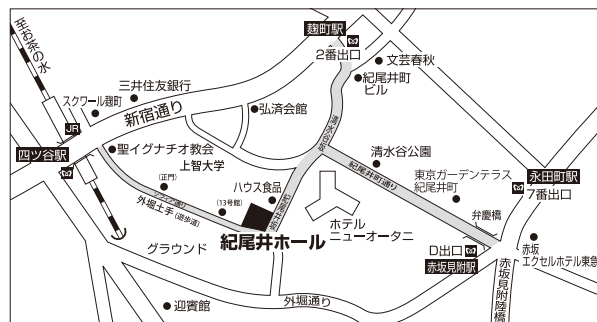 至お茶の水
麹町駅
2番出口
文芸春秋
紀尾井町
ビル
三井住友銀行
スクワール麹町
新宿通り
弘済会館
JR
四ツ谷駅
聖イグナチオ教会
上智大学
(正門)
ソフィア通り
外堀土手(遊歩道)
(13号館)
ハウス食品
紀尾井ホール
グラウンド
清水谷公園
紀尾井町通り
東京ガーデンテラス
紀尾井町
永田町駅
7番出口
弁慶橋
ホテル
ニューオータニ
D出口
赤坂見附駅
赤坂
エクセルホテル東急
赤坂見附陸橋
外堀通り
迎賓館